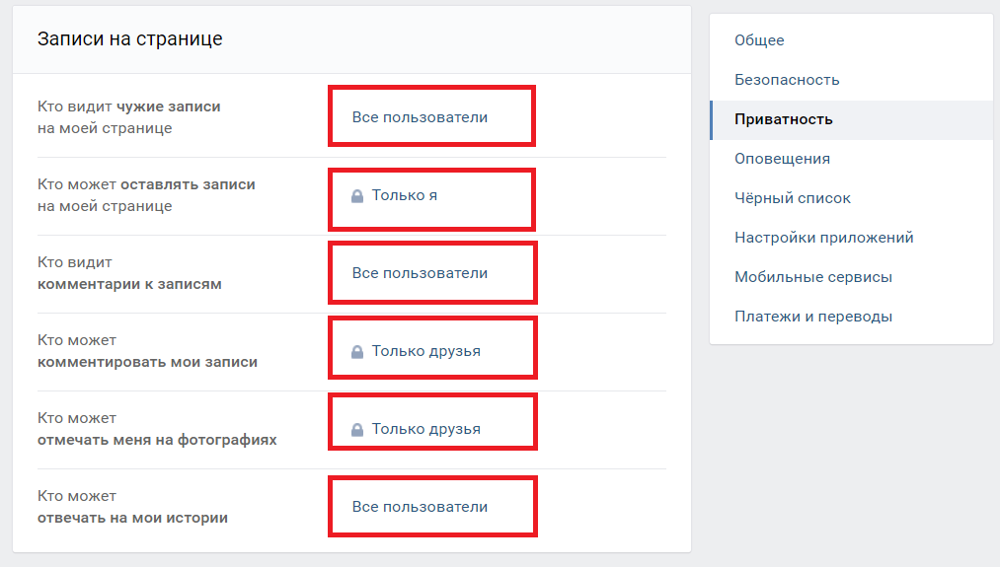 Записи на странице
Кто видит чужие записи
на моей странице
Все пользователи
Кто может оставлять записи
на моей странице
Только я
Кто видит
комментарии к записям
Все пользователи
Кто может
комментировать мои записи
Только друзья
Кто может
отмечать меня на фотографиях
Только друзья
Кто может
отвечать на мои истории
Все пользователи
Общее
Безопасность
Приватность
Оповещения
Чёрный список
Настройки приложений
Мобильные сервисы
Платежи и переводы